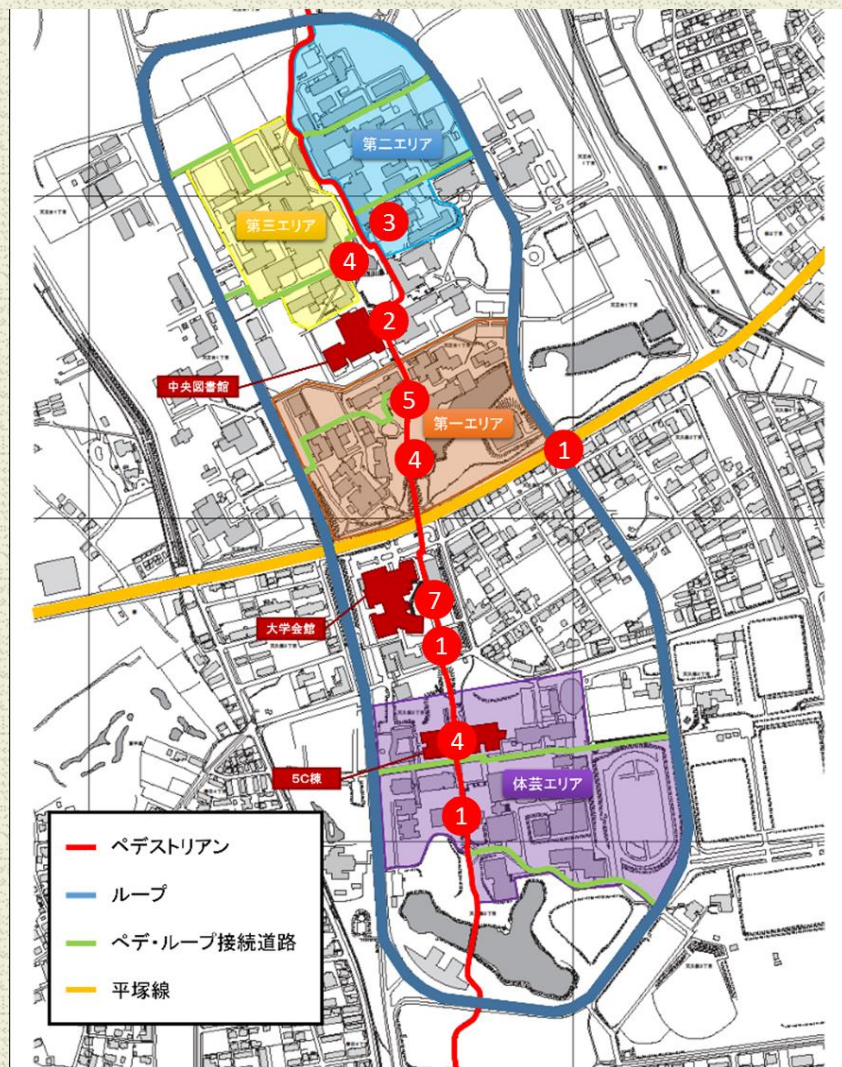 第二エリア
3
第三エリア
4
2
中央図書館
5
第一エリア
4
1
7
大学会館
1
4
5C棟
体芸エリア
1
ペデストリアン
ループ
ペデ・ループ接続道路
平塚線